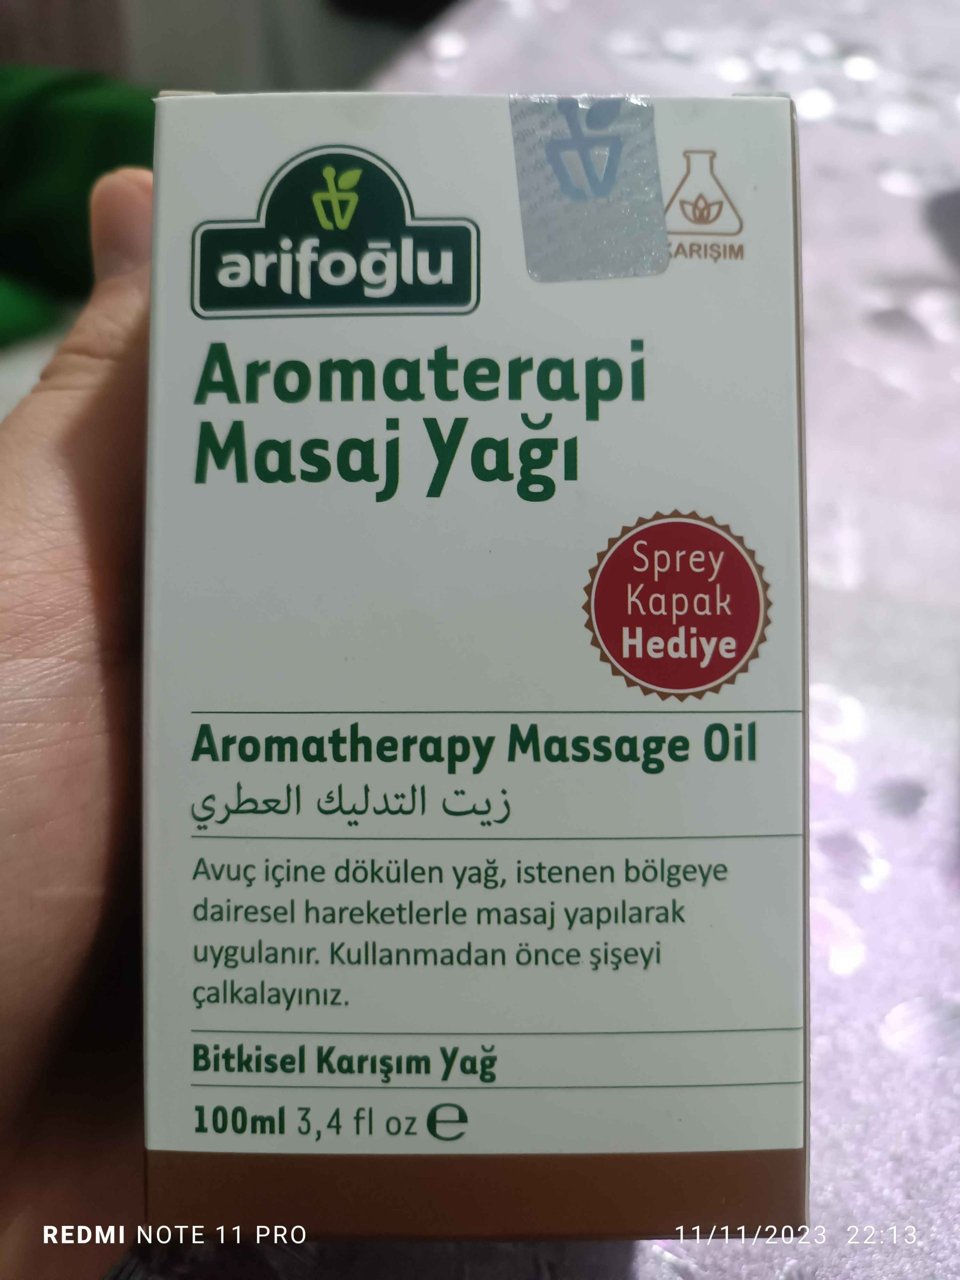 arifoğlu
KARIŞIM
Aromaterapi
Masaj Yağı
Sprey
Kapak
Hediye
Aromatherapy Massage Oil
زيت التدليك العطري
Avuç içine dökülen yağ, istenen bölgeye
dairesel hareketlerle masaj yapılarak
uygulanır. Kullanmadan önce şişeyi
çalkalayınız.
Bitkisel Karışım Yağ
100ml 3,4 fl oz ℮
REDMI NOTE 11 PRO
11/11/2023 22:13